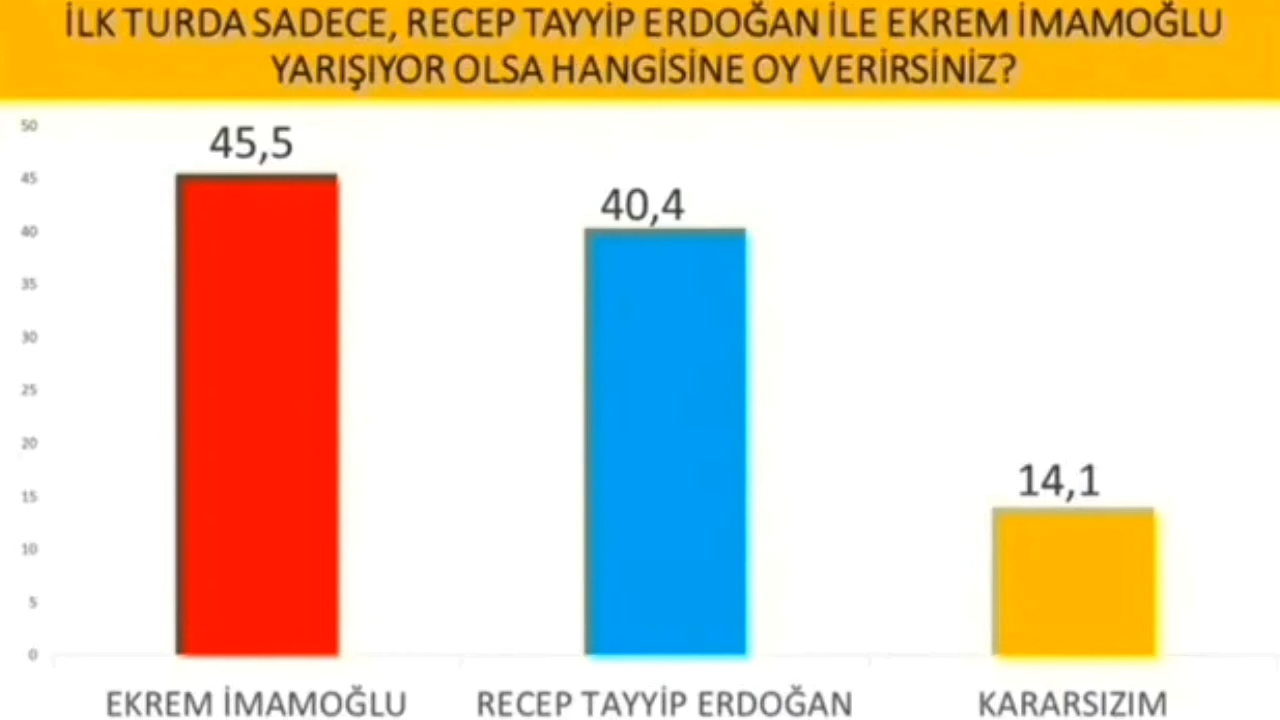 İLK TURDA SADECE, RECEP TAYYİP ERDOĞAN İLE EKREM İMAMOĞLU
YARIŞIYOR OLSA HANGİSİNE OY VERİRSİNİZ?
50
45
40
35
30
25
20
15
10
5
0
45,5
40,4
14,1
EKREM İMAMOĞLU
RECEP TAYYİP ERDOĞAN
KARARSIZIM